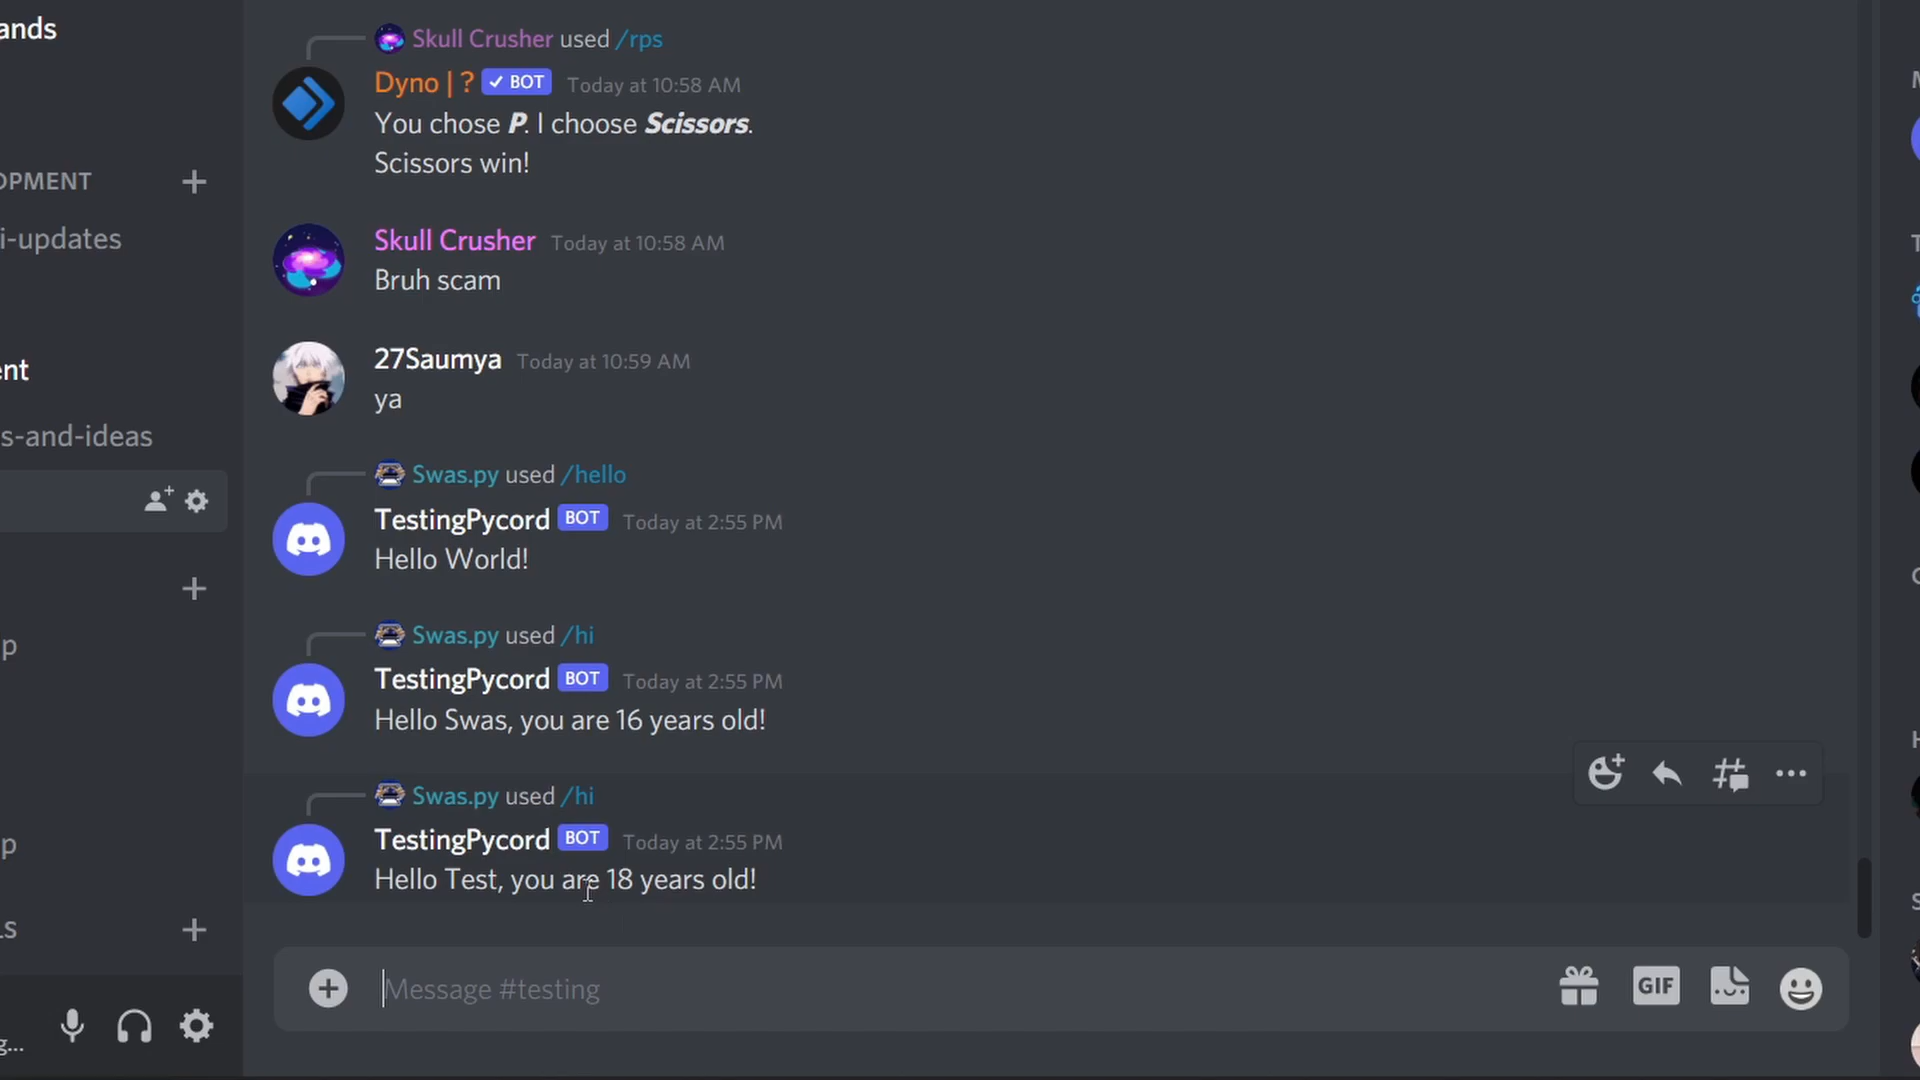 ands
OPMENT
i-updates
ent
s-and-ideas
p
p
LS
g...
Skull Crusher used /rps
Dyno | ? ✓ BOT Today at 10:58 AM
You chose P. I choose Scissors.
Scissors win!
Skull Crusher Today at 10:58 AM
Bruh scam
27Saumya Today at 10:59 AM
ya
Swas.py used /hello
TestingPycord BOT Today at 2:55 PM
Hello World!
Swas.py used /hi
TestingPycord BOT Today at 2:55 PM
Hello Swas, you are 16 years old!
Swas.py used /hi
TestingPycord BOT Today at 2:55 PM
Hello Test, you are 18 years old!
Message #testing
GIF